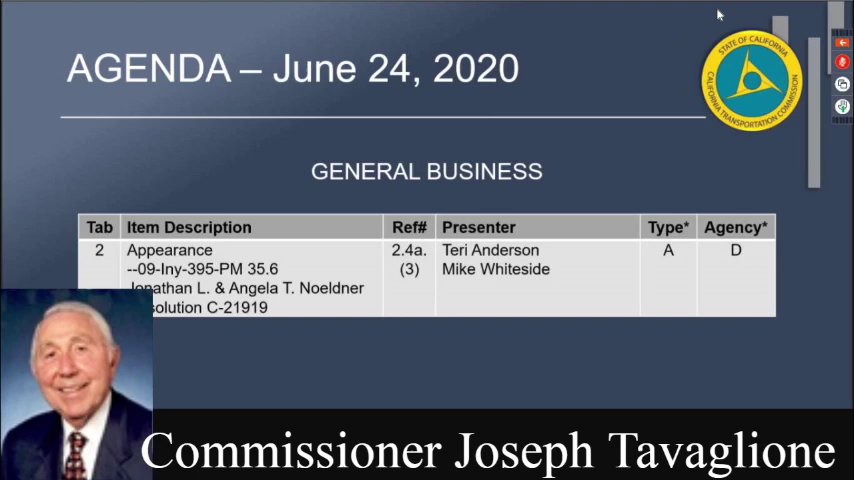 AGENDA – June 24, 2020
STATE OF CALIFORNIA
CALIFORNIA TRANSPORTATION COMMISSION
GENERAL BUSINESS
Tab Item Description Ref# Presenter Type* Agency*
2 Appearance 2.4a. Teri Anderson A D
--09-Iny-395-PM 35.6 (3) Mike Whiteside
Jonathan L. & Angela T. Noeldner
solution C-21919
Commissioner Joseph Tavaglione